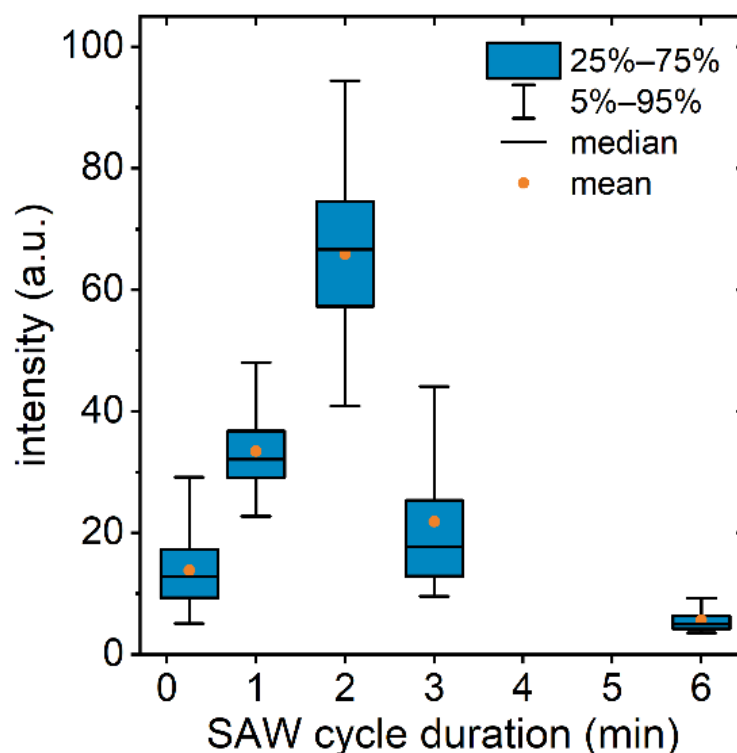 100
80
60
40
20
0
intensity (a.u.)
25%–75%
5%–95%
median
mean
0 1 2 3 4 5 6
SAW cycle duration (min)